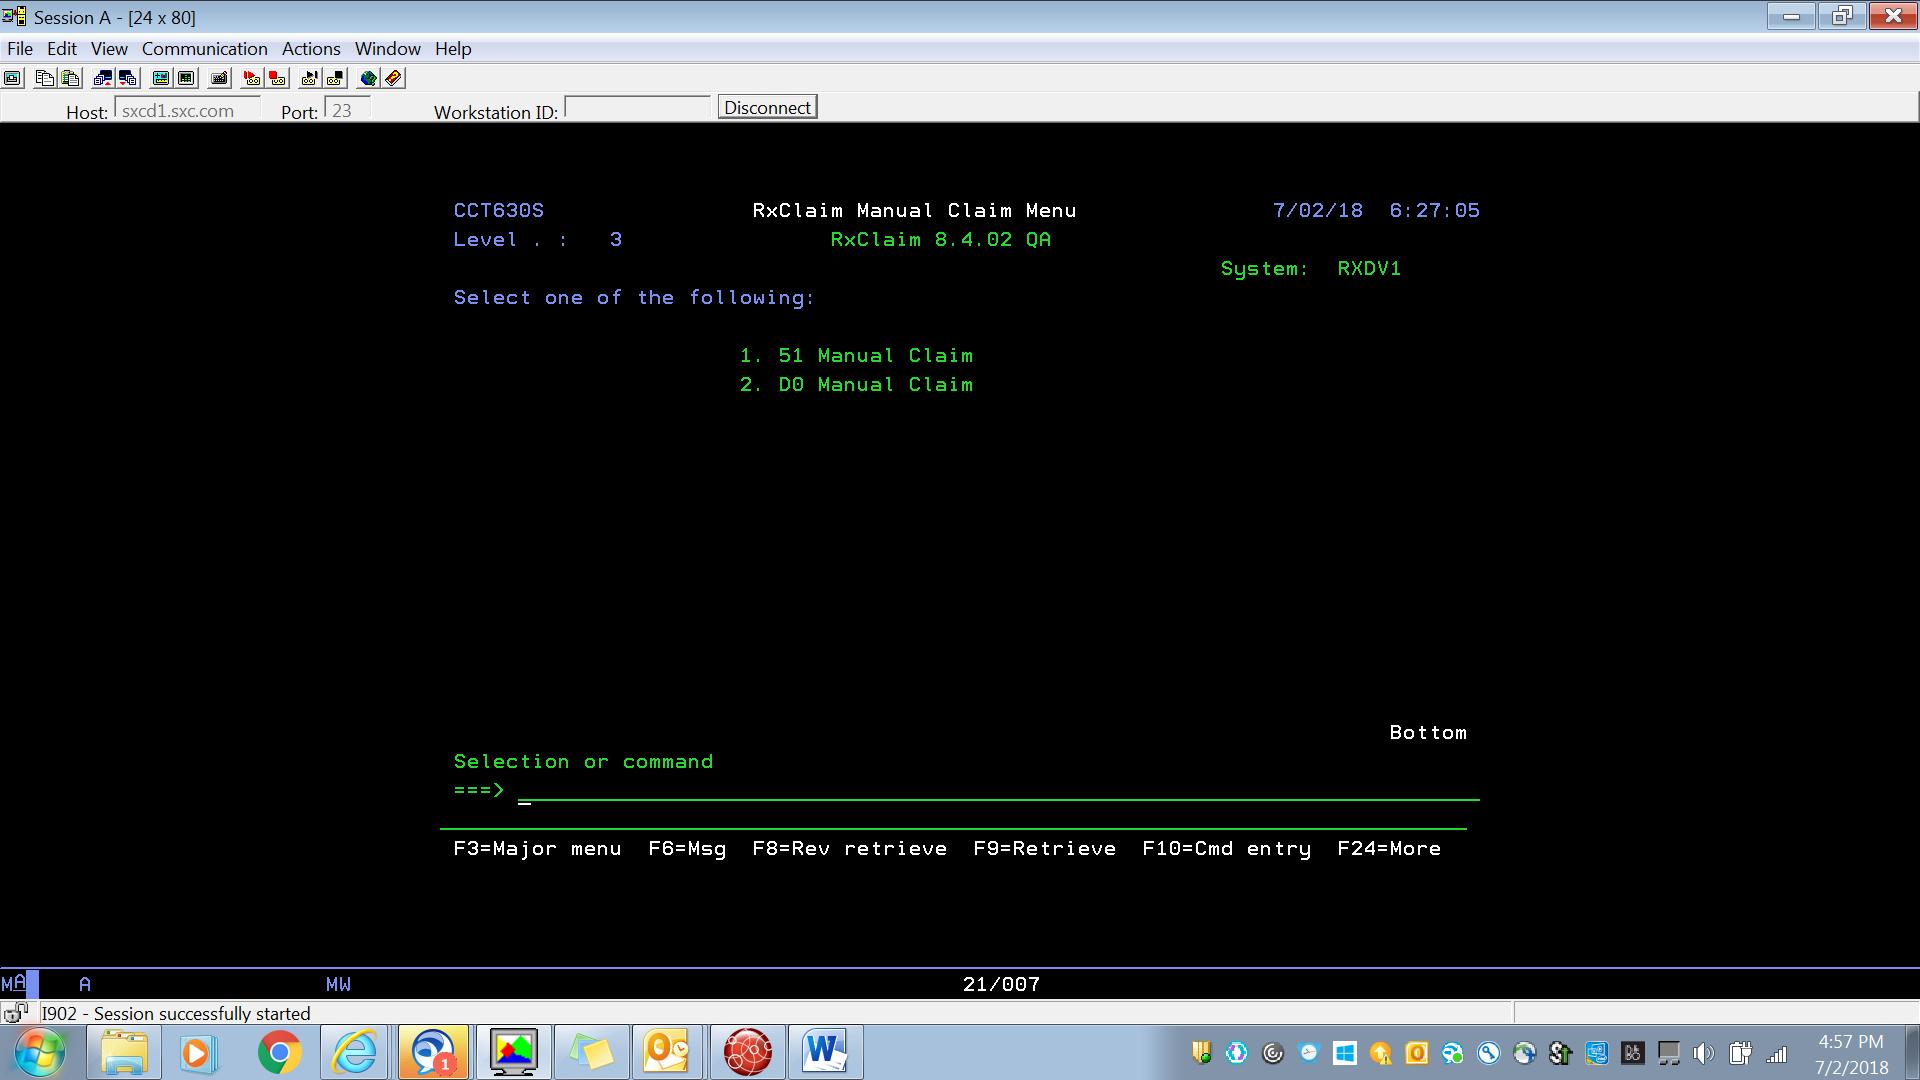 Session A - [24 x 80]
File Edit View Communication Actions Window Help
Host: sxcd1.sxc.com Port: 23 Workstation ID: Disconnect
CCT630S RxClaim Manual Claim Menu 7/02/18 6:27:05
Level . : 3 RxClaim 8.4.02 QA
System: RXDV1
Select one of the following:
1. 51 Manual Claim
2. D0 Manual Claim
Bottom
Selection or command
===>
F3=Major menu F6=Msg F8=Rev retrieve F9=Retrieve F10=Cmd entry F24=More
MA A MW 21/007
I902 - Session successfully started
1
4:57 PM
7/2/2018